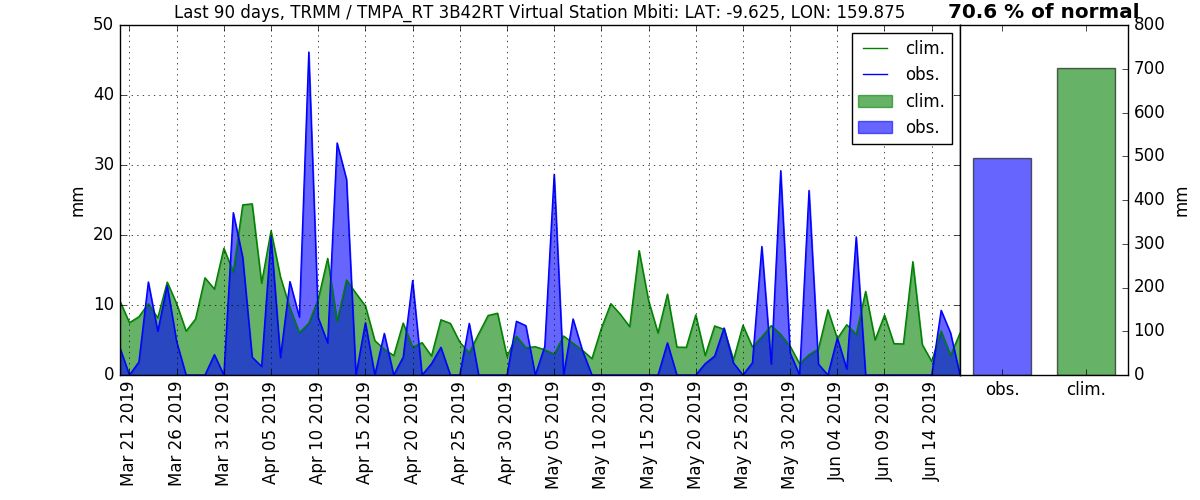 Last 90 days, TRMM / TMPA_RT 3B42RT Virtual Station Mbiti: LAT: -9.625, LON: 159.875
70.6 % of normal
50
40
30
20
10
0
mm
clim.
obs.
clim.
obs.
Mar 21 2019
Mar 26 2019
Mar 31 2019
Apr 05 2019
Apr 10 2019
Apr 15 2019
Apr 20 2019
Apr 25 2019
Apr 30 2019
May 05 2019
May 10 2019
May 15 2019
May 20 2019
May 25 2019
May 30 2019
Jun 04 2019
Jun 09 2019
Jun 14 2019
800
700
600
500
400
300
200
100
0
mm
obs.
clim.